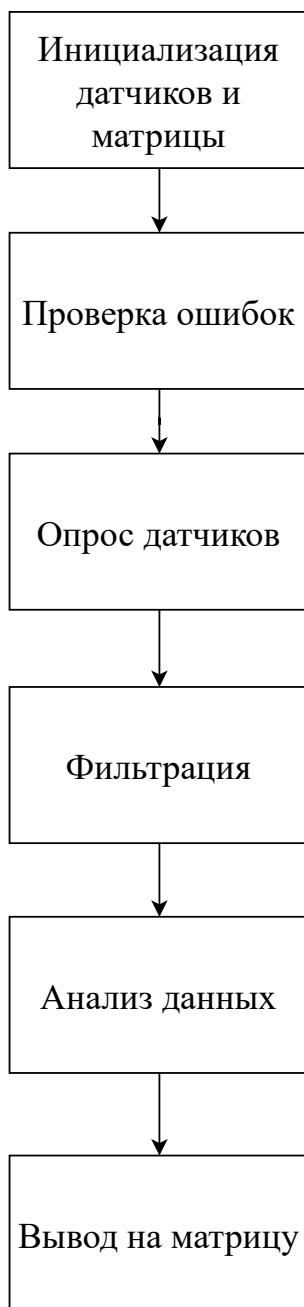 Инициализация
датчиков и
матрицы
Проверка ошибок
Опрос датчиков
Фильтрация
Анализ данных
Вывод на матрицу